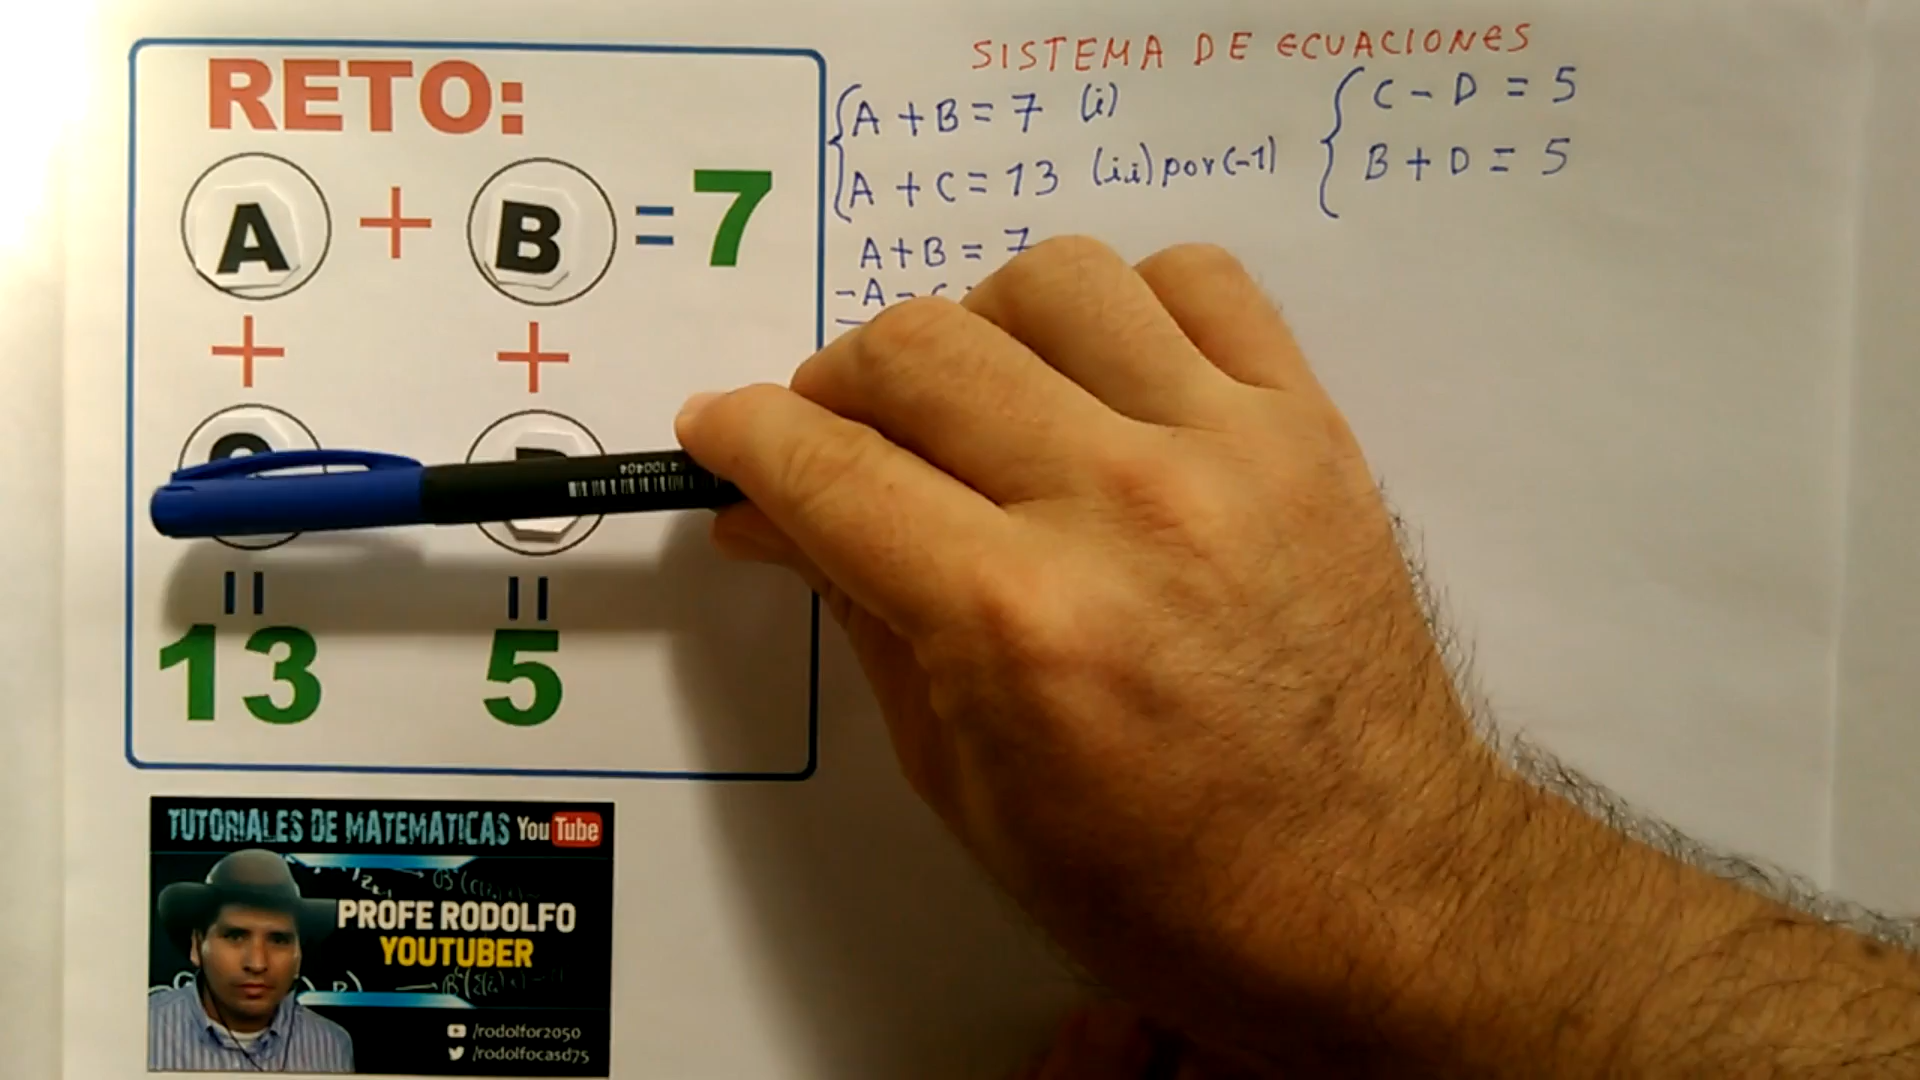 RETO:
A + B = 7
+ +
= =
13 5
SISTEMA DE ECUACIONES
A + B = 7 (i)
A + C = 13 (ii) por (-1)
A + B = 7
-A -
C - D = 5
B + D = 5
100404
TUTORIALES DE MATEMATICAS YouTube
PROFE RODOLFO
YOUTUBER
/rodolfor2050
/rodolfocasd75